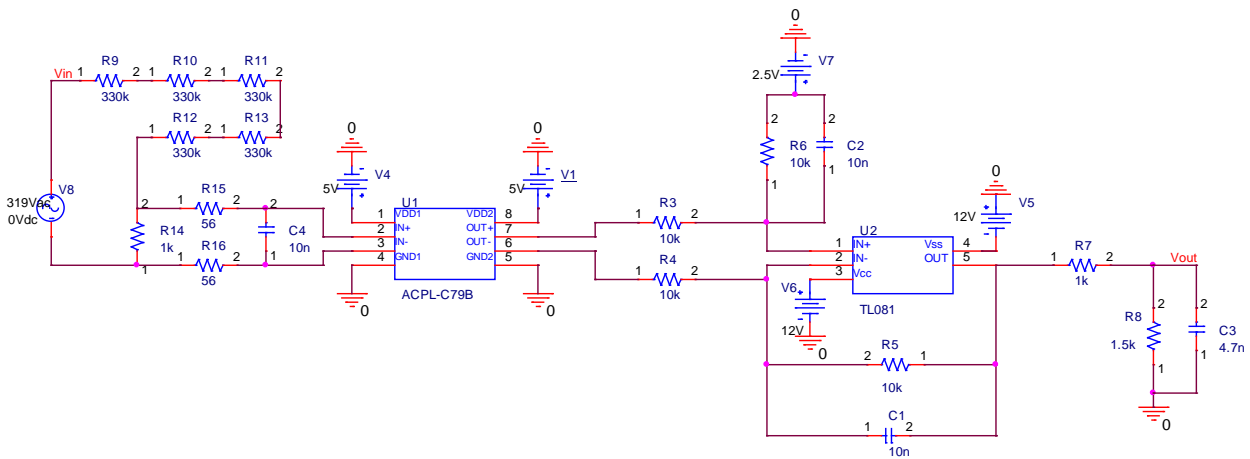 0
V7
2.5V
Vin 1 R9 2 1 R10 2 1 R11 2
330k 330k 330k
1 R12 2 1 R13 2
330k 330k
2 2
R6 C2
10k 10n
1 1
0 0
V8
319Vac
0Vdc
V4 V1
5V 5V
2 1 R15 2 2
56
R14 C4
1k 10n
1 1 R16 2 1
56
U1
1 VDD1 VDD2 8
2 IN+ OUT+ 7
3 IN- OUT- 6
4 GND1 GND2 5
ACPL-C79B
0 0
1 R3 2
10k
1 R4 2
10k
0
12V V5
U2
1 IN+ Vss 4
2 IN- OUT 5
3 Vcc
TL081
V6
12V
0
1 R7 2 Vout
1k
2 2
R8 C3
1.5k 4.7n
1 1
0
2 R5 1
10k
C1
1 2
10n